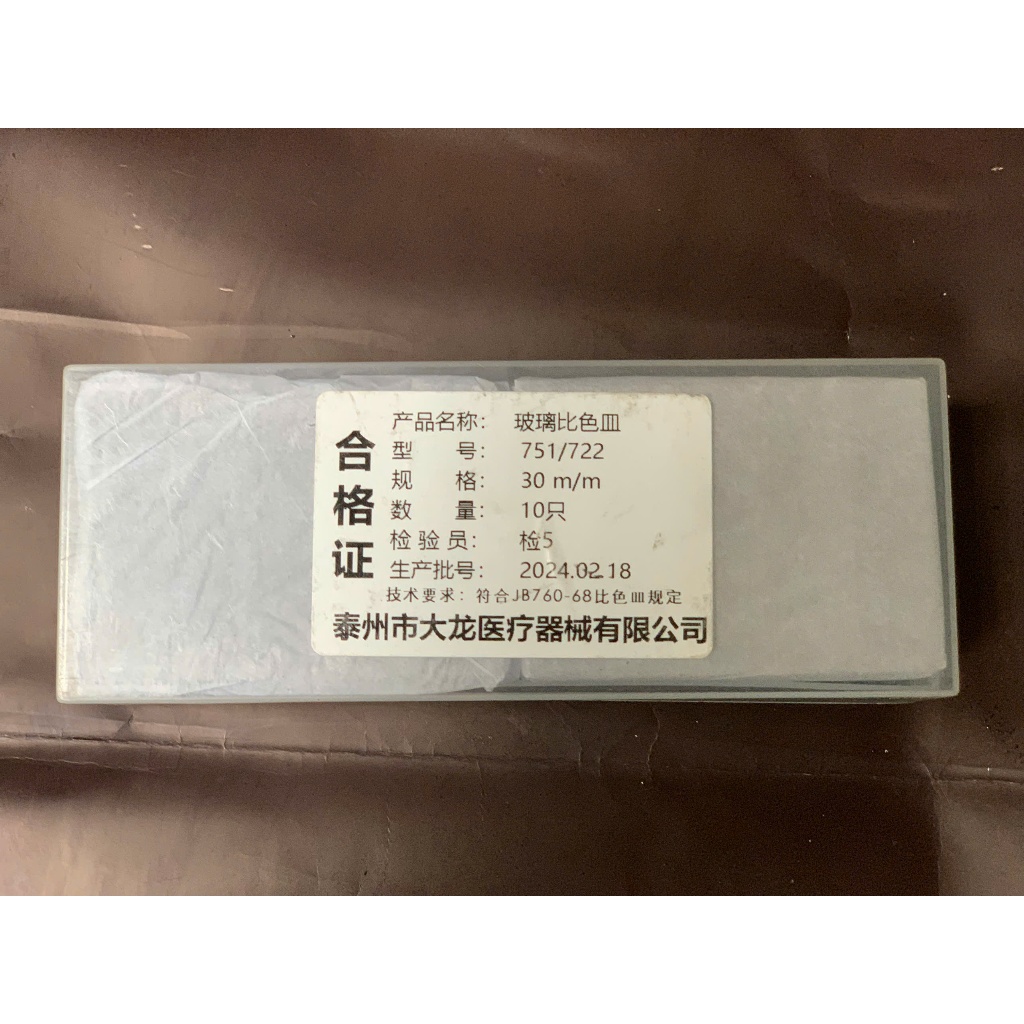 合格证
产品名称： 玻璃比色皿
型 号： 751/722
规 格： 30 m/m
数 量： 10只
检 验 员： 检5
生产批号： 2024.02.18
技术要求：符合JB760-68比色皿规定
泰州市大龙医疗器械有限公司